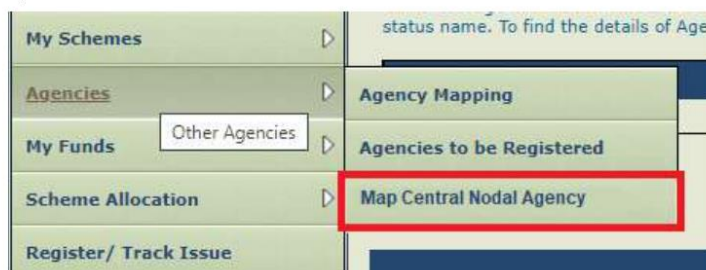 status name. To find the details of Age
My Schemes
Agencies
Other Agencies
My Funds
Scheme Allocation
Register/ Track Issue
Agency Mapping
Agencies to be Registered
Map Central Nodal Agency